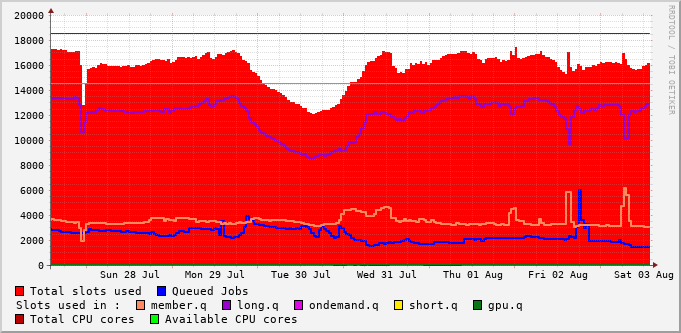 20000
18000
16000
14000
12000
10000
8000
6000
4000
2000
0
Sun 28 Jul Mon 29 Jul Tue 30 Jul Wed 31 Jul Thu 01 Aug Fri 02 Aug Sat 03 Aug
RRDTOOL / TOBI OETIKER
Total slots used Queued Jobs
Slots used in : member.q long.q ondemand.q short.q gpu.q
Total CPU cores Available CPU cores